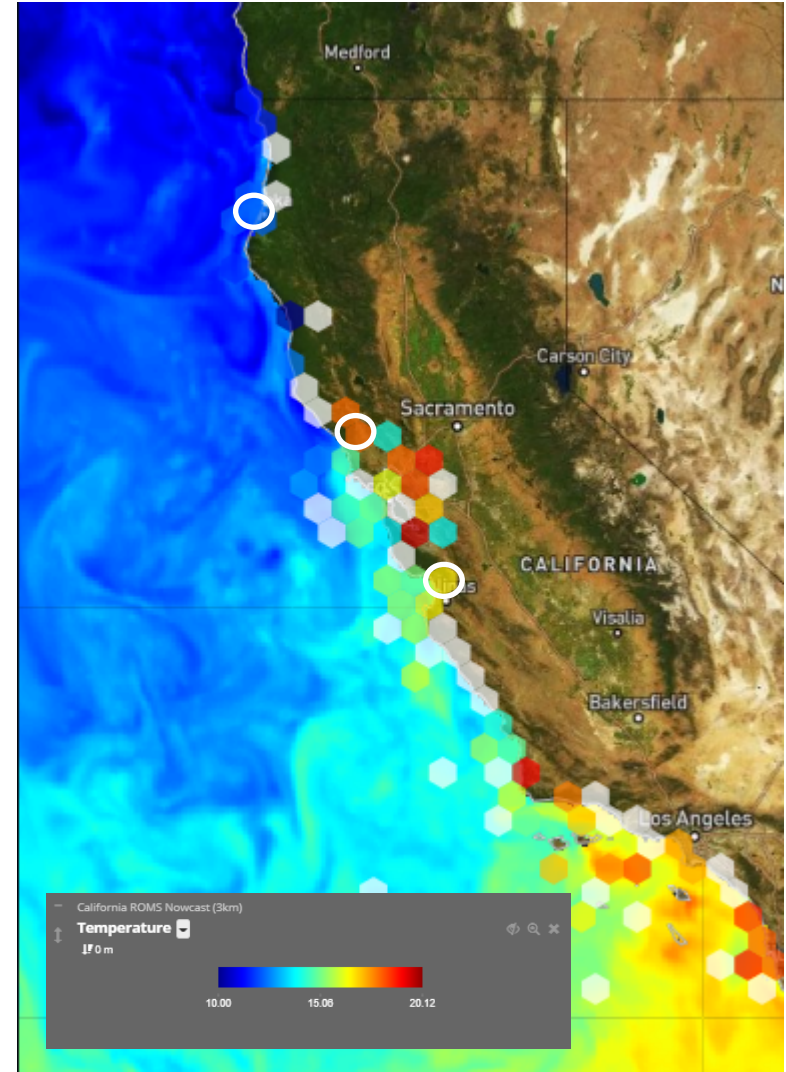 Medford
N
Carson City
Sacramento
CALIFORNIA
Visalia
Bakersfield
Los Angeles
California ROMS Nowcast (3km)
Temperature
0 m
10.00 15.06 20.12